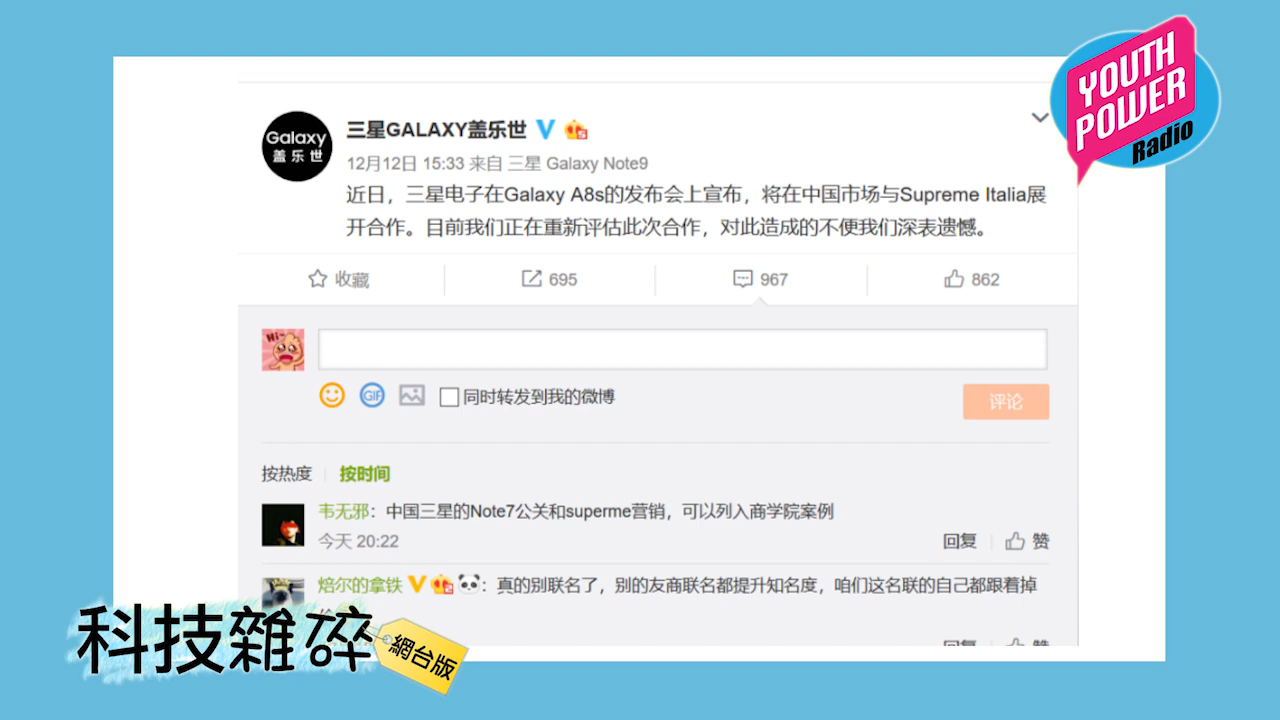 YOUTH
POWER
Radio
Galaxy
盖乐世
三星GALAXY盖乐世
12月12日 15:33 来自 三星 Galaxy Note9
近日，三星电子在Galaxy A8s的发布会上宣布，将在中国市场与Supreme Italia展
开合作。目前我们正在重新评估此次合作，对此造成的不便我们深表遗憾。
收藏 695 967 862
Hi~
GIF 同时转发到我的微博 评论
按热度 按时间
韦无邪：中国三星的Note7公关和superme营销，可以列入商学院案例
今天 20:22 回复 赞
焙尔的拿铁：真的别联名了，别的友商联名都提升知名度，咱们这名联的自己都跟着掉
回复 赞
科技雜碎
網台版